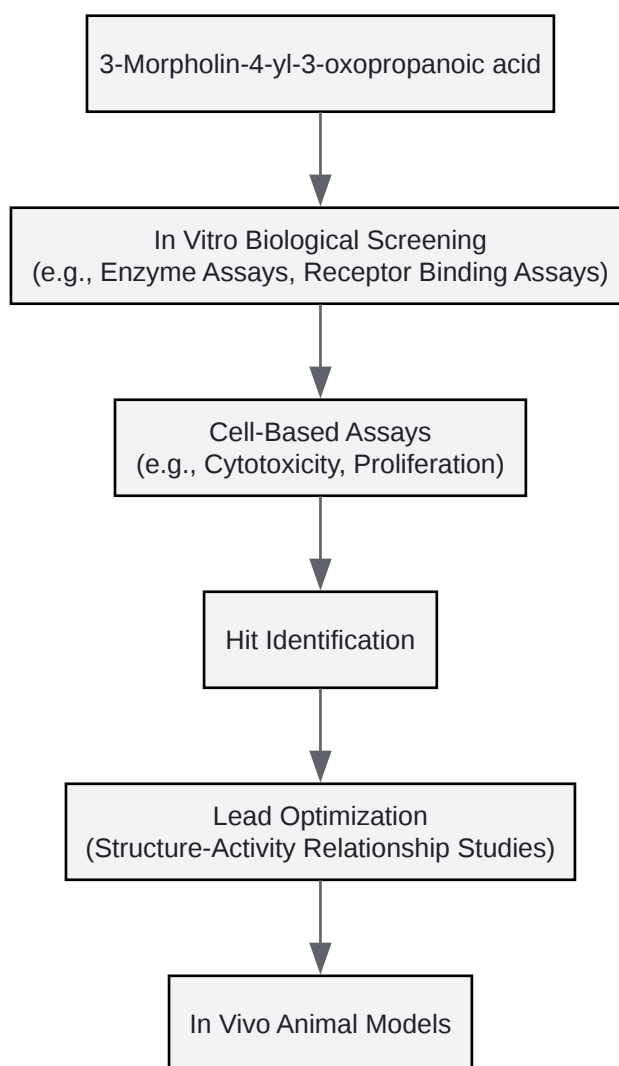 3-Morpholin-4-yl-3-oxopropanoic acid
In Vitro Biological Screening
(e.g., Enzyme Assays, Receptor Binding Assays)
Cell-Based Assays
(e.g., Cytotoxicity, Proliferation)
Hit Identification
Lead Optimization
(Structure-Activity Relationship Studies)
In Vivo Animal Models